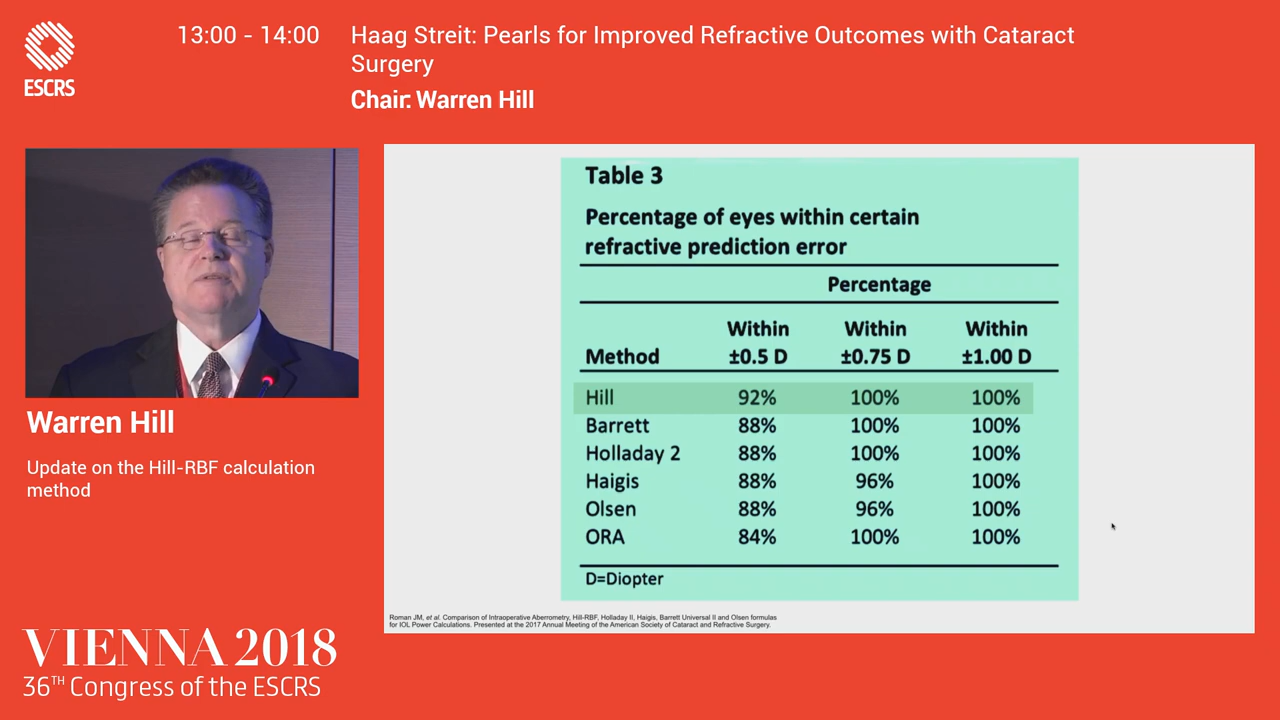 ESCRS
13:00 - 14:00
Haag Streit: Pearls for Improved Refractive Outcomes with Cataract
Surgery
Chair: Warren Hill
Warren Hill
Update on the Hill-RBF calculation
method
VIENNA 2018
36TH Congress of the ESCRS
Table 3
Percentage of eyes within certain
refractive prediction error
Percentage
Within Within Within
Method ±0.5 D ±0.75 D ±1.00 D
Hill 92% 100% 100%
Barrett 88% 100% 100%
Holladay 2 88% 100% 100%
Haigis 88% 96% 100%
Olsen 88% 96% 100%
ORA 84% 100% 100%
D=Diopter
Roman JM, et al. Comparison of Intraoperative Aberrometry, Hill-RBF, Holladay II, Haigis, Barrett Universal II and Olsen formulas
for IOL Power Calculations. Presented at the 2017 Annual Meeting of the American Society of Cataract and Refractive Surgery.